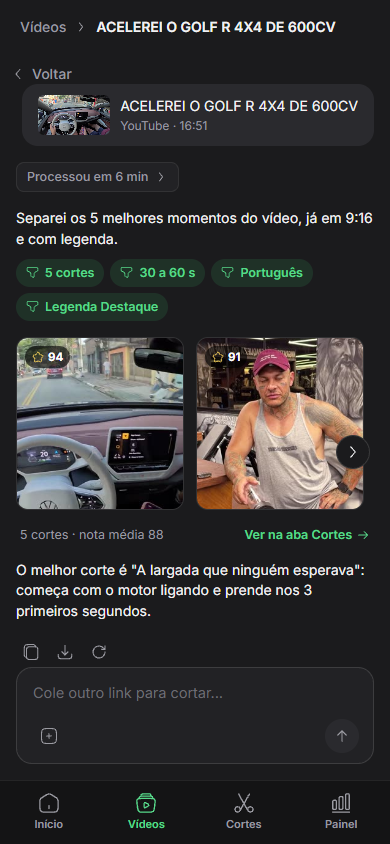 Vídeos > ACELEREI O GOLF R 4X4 DE 600CV
Voltar
ACELEREI O GOLF R 4X4 DE 600CV
YouTube · 16:51
Processou em 6 min
Separei os 5 melhores momentos do vídeo, já em 9:16
e com legenda.
5 cortes
30 a 60 s
Português
Legenda Destaque
94
91
20
5 cortes · nota média 88
Ver na aba Cortes →
O melhor corte é "A largada que ninguém esperava":
começa com o motor ligando e prende nos 3
primeiros segundos.
Cole outro link para cortar...
Início
Vídeos
Cortes
Painel